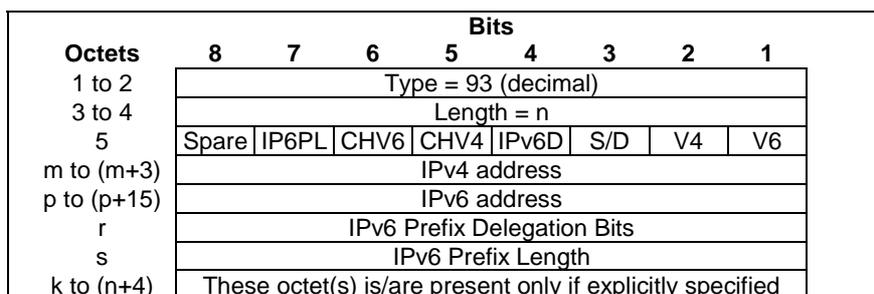 Bits
Octets 8 7 6 5 4 3 2 1
1 to 2 Type = 93 (decimal)
3 to 4 Length = n
5 Spare IP6PL CHV6 CHV4 IPv6D S/D V4 V6
m to (m+3) IPv4 address
p to (p+15) IPv6 address
r IPv6 Prefix Delegation Bits
s IPv6 Prefix Length
k to (n+4) These octet(s) is/are present only if explicitly specified